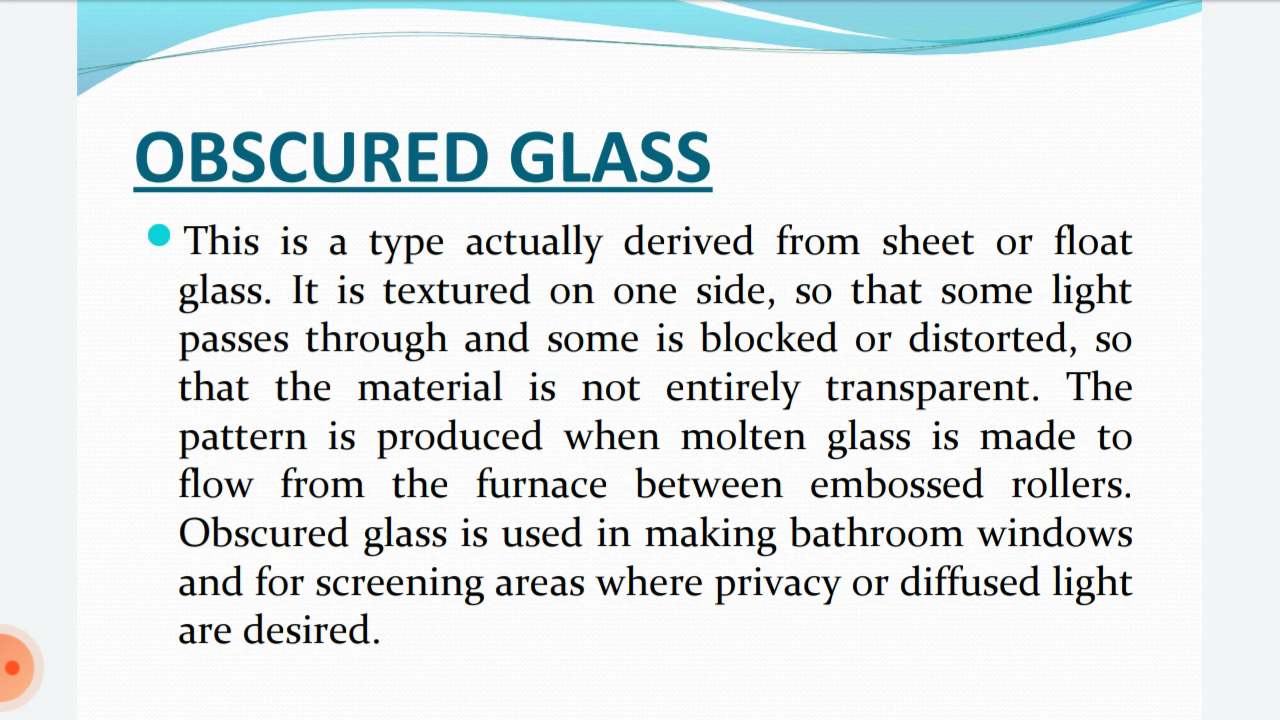 OBSCURED GLASS
This is a type actually derived from sheet or float
glass. It is textured on one side, so that some light
passes through and some is blocked or distorted, so
that the material is not entirely transparent. The
pattern is produced when molten glass is made to
flow from the furnace between embossed rollers.
Obscured glass is used in making bathroom windows
and for screening areas where privacy or diffused light
are desired.